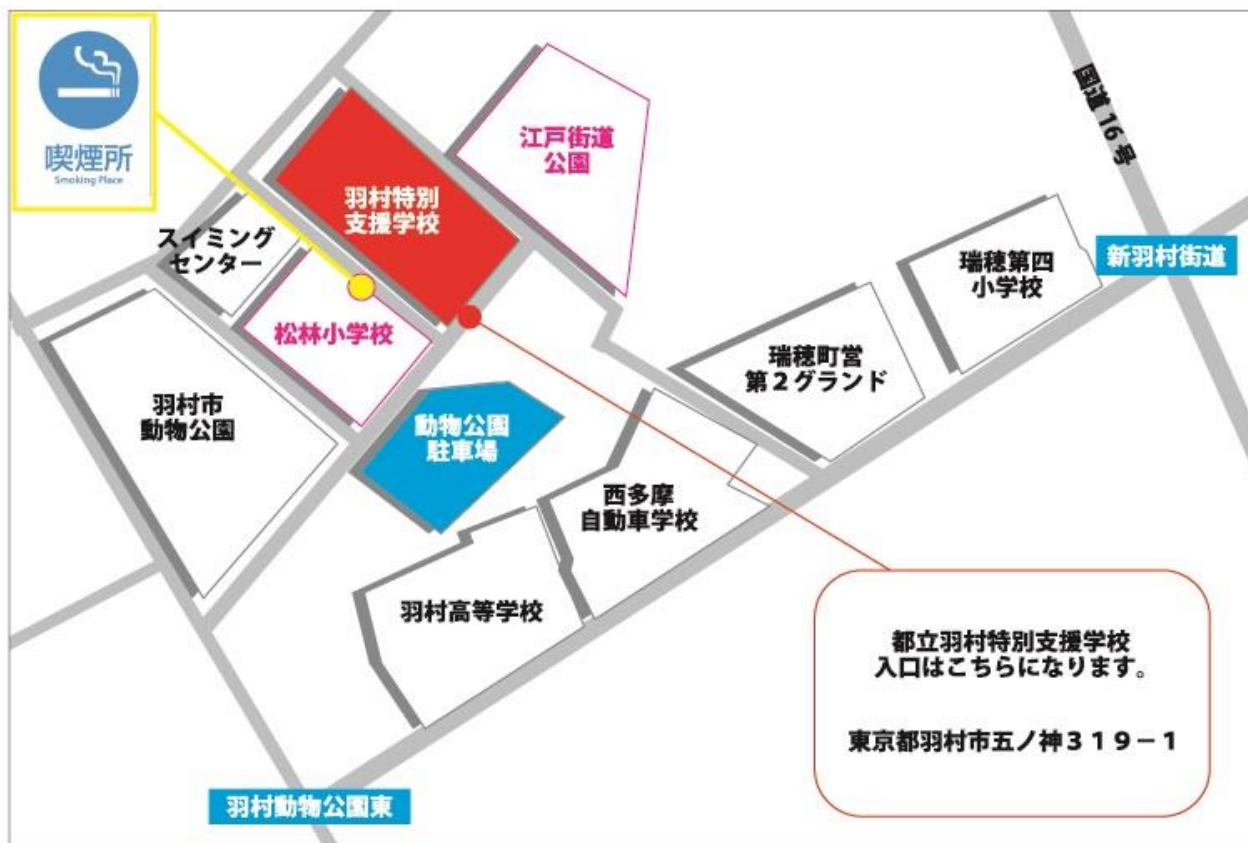 喫煙所
Smoking Place
江戸街道
公園
国道16号
羽村特別
支援学校
スイミング
センター
瑞穂第四
小学校
新羽村街道
松林小学校
瑞穂町営
第２グランド
羽村市
動物公園
動物公園
駐車場
西多摩
自動車学校
羽村高等学校
都立羽村特別支援学校
入口はこちらになります。
東京都羽村市五ノ神３１９－１
羽村動物公園東